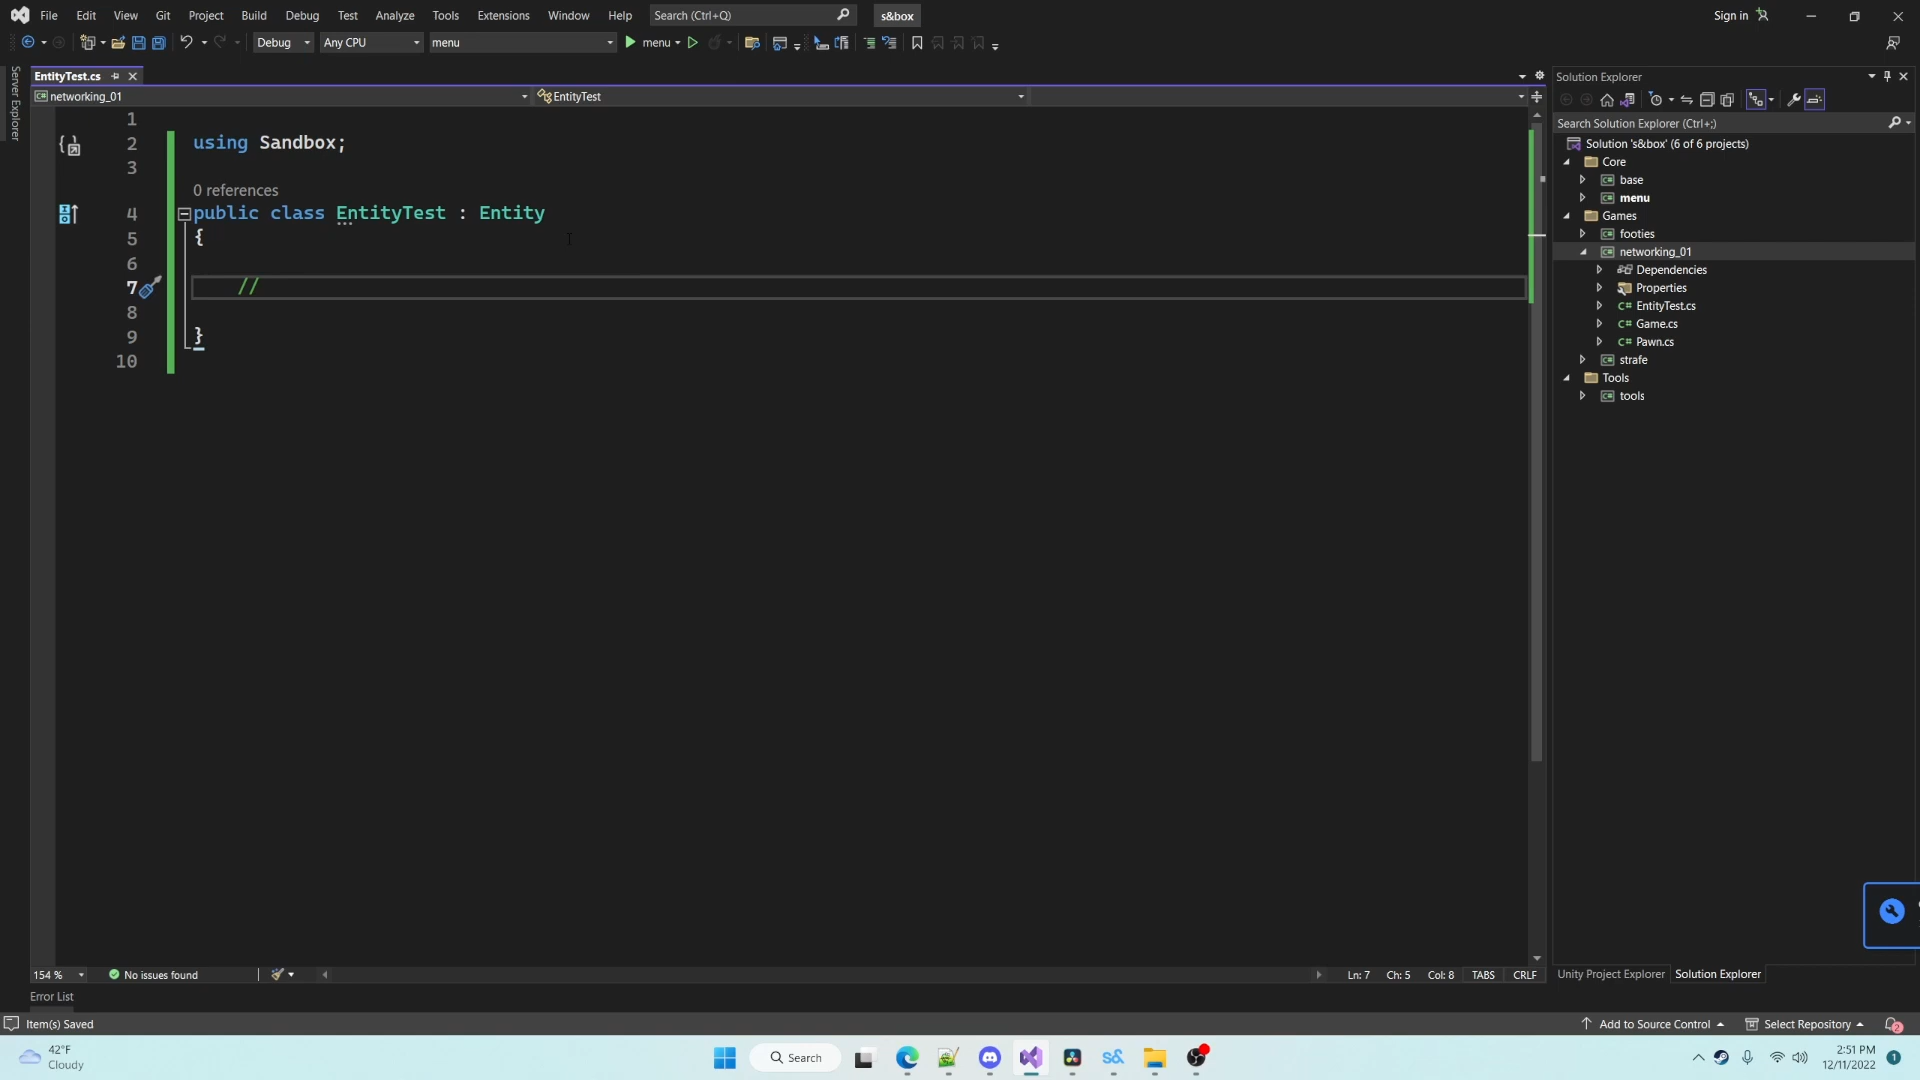 File Edit View Git Project Build Debug Test Analyze Tools Extensions Window Help Search (Ctrl+Q) s&box Sign in
Debug Any CPU menu menu
Server Explorer
EntityTest.cs
networking_01 EntityTest
1
2 using Sandbox;
3
0 references
4 public class EntityTest : Entity
5 {
6
7 //
8
9 }
10
154 % No issues found Ln: 7 Ch: 5 Col: 8 TABS CRLF
Error List
Item(s) Saved
Solution Explorer
Search Solution Explorer (Ctrl+;)
Solution 's&box' (6 of 6 projects)
Core
base
menu
Games
footies
networking_01
Dependencies
Properties
C# EntityTest.cs
C# Game.cs
C# Pawn.cs
strafe
Tools
tools
Unity Project Explorer Solution Explorer
Add to Source Control Select Repository 2
42°F
Cloudy
Search
s&
2:51 PM
12/11/2022
1